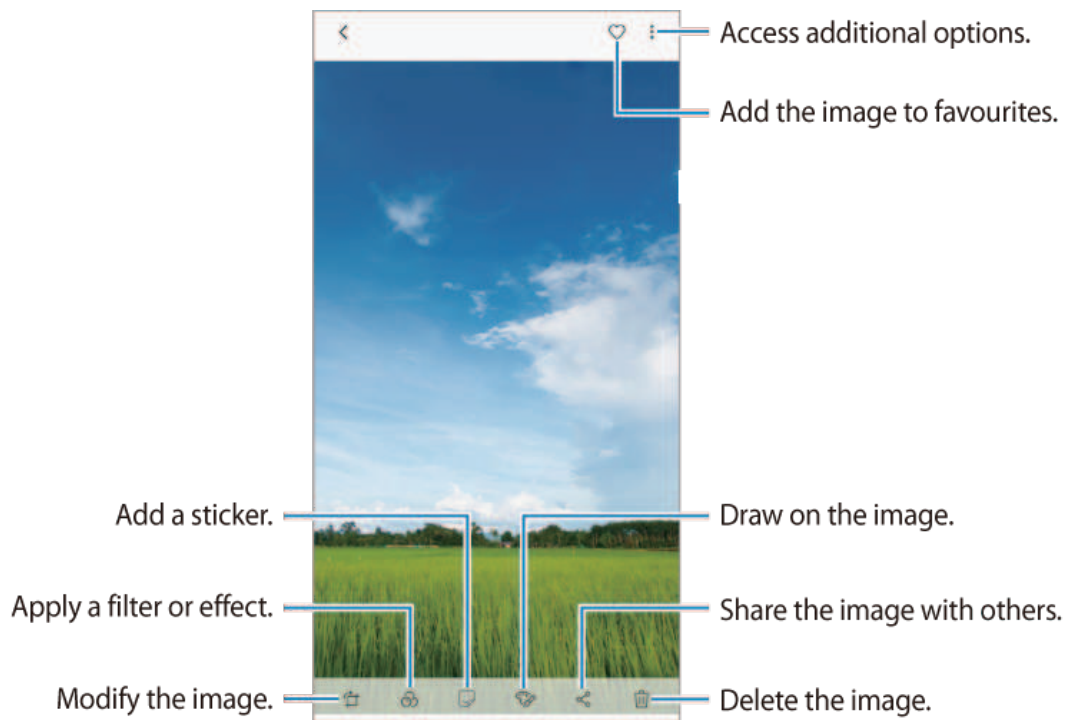 Access additional options.
Add the image to favourites.
Add a sticker.
Draw on the image.
Apply a filter or effect.
Share the image with others.
Modify the image.
Delete the image.